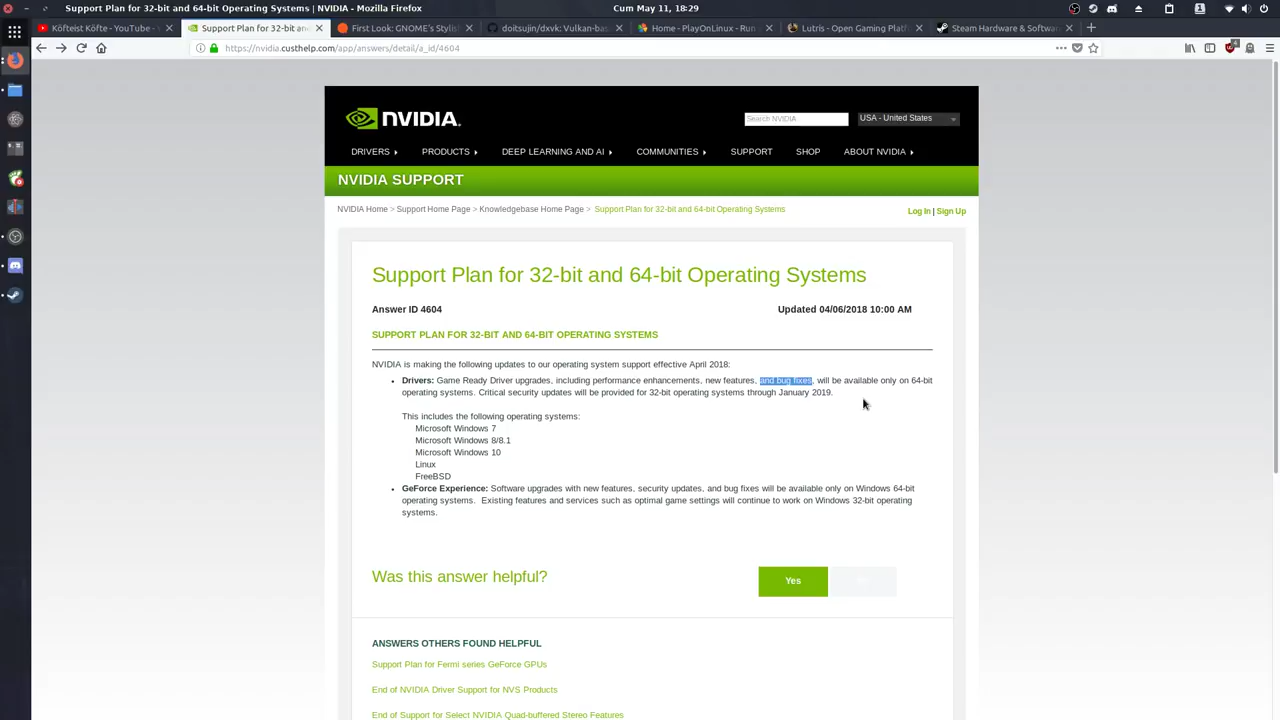 Support Plan for 32-bit and 64-bit Operating Systems | NVIDIA - Mozilla Firefox
Cum May 11, 18:29
Köfteist Köfte - YouTube -
Support Plan for 32-bit and
First Look: GNOME's Stylish
doitsujin/dxvk: Vulkan-bas
Home - PlayOnLinux - Run
Lutris - Open Gaming Platf
Steam Hardware & Softwa
https://nvidia.custhelp.com/app/answers/detail/a_id/4604
NVIDIA.
Search NVIDIA
USA - United States
DRIVERS
PRODUCTS
DEEP LEARNING AND AI
COMMUNITIES
SUPPORT
SHOP
ABOUT NVIDIA
NVIDIA SUPPORT
NVIDIA Home > Support Home Page > Knowledgebase Home Page > Support Plan for 32-bit and 64-bit Operating Systems
Log In | Sign Up
Support Plan for 32-bit and 64-bit Operating Systems
Answer ID 4604
Updated 04/06/2018 10:00 AM
SUPPORT PLAN FOR 32-BIT AND 64-BIT OPERATING SYSTEMS
NVIDIA is making the following updates to our operating system support effective April 2018:
• Drivers: Game Ready Driver upgrades, including performance enhancements, new features, and bug fixes, will be available only on 64-bit
operating systems. Critical security updates will be provided for 32-bit operating systems through January 2019.
This includes the following operating systems:
Microsoft Windows 7
Microsoft Windows 8/8.1
Microsoft Windows 10
Linux
FreeBSD
• GeForce Experience: Software upgrades with new features, security updates, and bug fixes will be available only on Windows 64-bit
operating systems. Existing features and services such as optimal game settings will continue to work on Windows 32-bit operating
systems.
Was this answer helpful?
Yes
ANSWERS OTHERS FOUND HELPFUL
Support Plan for Fermi series GeForce GPUs
End of NVIDIA Driver Support for NVS Products
End of Support for Select NVIDIA Quad-buffered Stereo Features